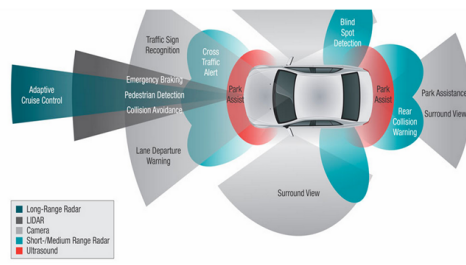 Traffic Sign
Recognition
Cross
Traffic
Alert
Blind
Spot
Detection
Adaptive
Cruise Control
Emergency Braking
Pedestrian Detection
Collision Avoidance
Park
Assist
Park
Assist
Rear
Collision
Warning
Park Assistance
Surround View
Lane Departure
Warning
Surround View
Long-Range Radar
LIDAR
Camera
Short-/Medium Range Radar
Ultrasound